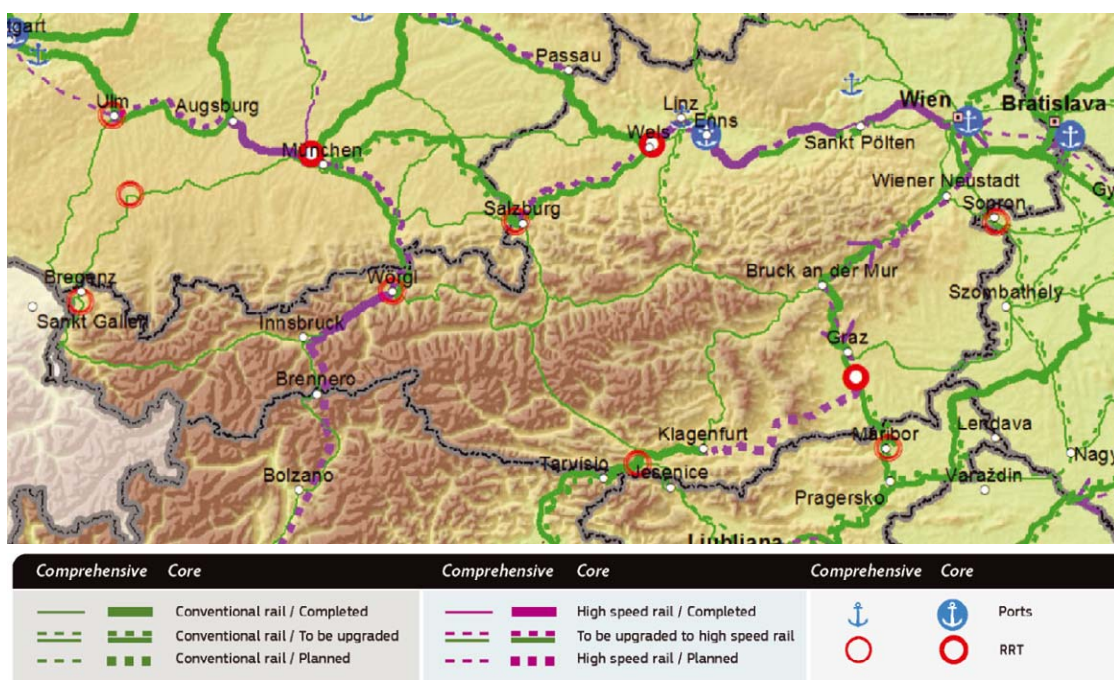 gart
Passau
Ulm
Augsburg
Linz
Enns
Wien
Bratislava
München
Wels
Sankt Pölten
Gy
Wiener Neustadt
Salzburg
Sopron
Bregenz
Wörgl
Bruck an der Mur
Sankt Gallen
Innsbruck
Szombathely
Graz
Brennero
Klagenfurt
Maribor
Lendava
Tarvisio
Jesenice
Nagy
Bolzano
Pragersko
Varaždin
Ljubljana
Comprehensive Core Comprehensive Core Comprehensive Core
Conventional rail / Completed High speed rail / Completed Ports
Conventional rail / To be upgraded To be upgraded to high speed rail
Conventional rail / Planned High speed rail / Planned RRT